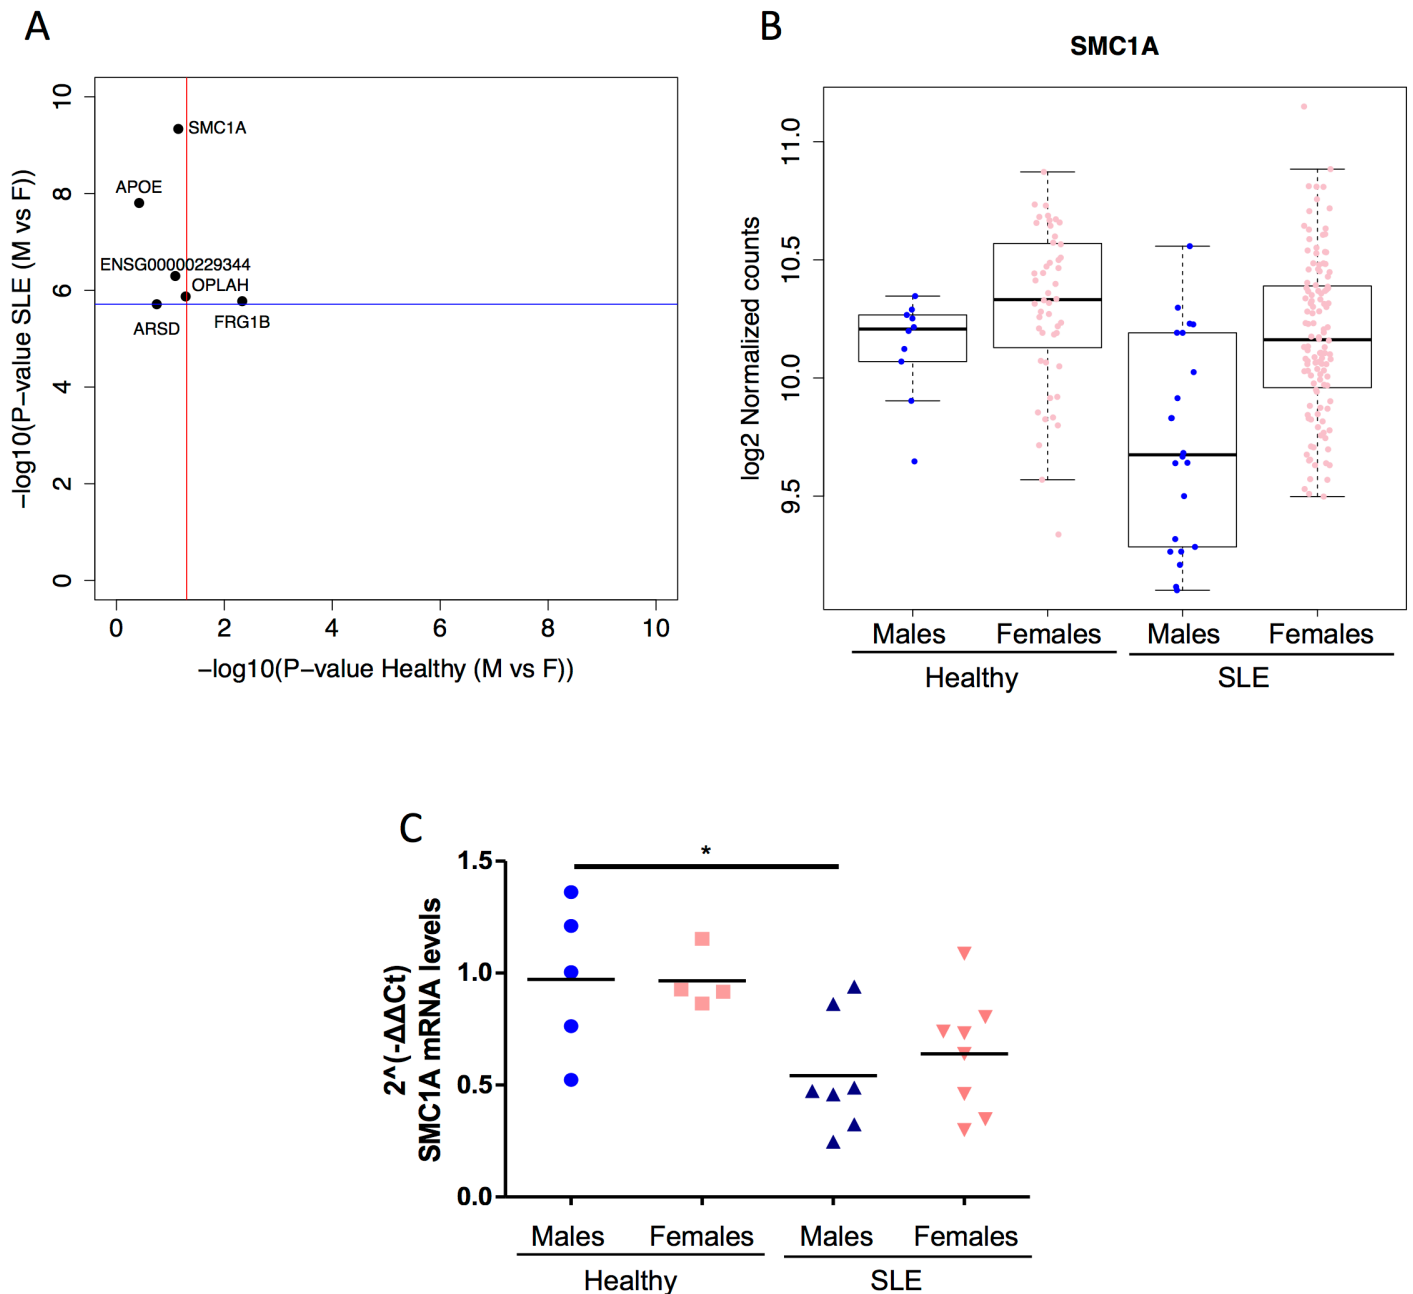 A
10
8
6
4
2
0
−log10(P−value SLE (M vs F))
SMC1A
APOE
ENSG00000229344
OPLAH
ARSD
FRG1B
0 2 4 6 8 10
−log10(P−value Healthy (M vs F))
B
SMC1A
11.0
10.5
10.0
9.5
log2 Normalized counts
Males Females Males Females
Healthy SLE
C
*
1.5
1.0
0.5
0.0
2^(-ΔΔCt)
SMC1A mRNA levels
Males Females Males Females
Healthy SLE